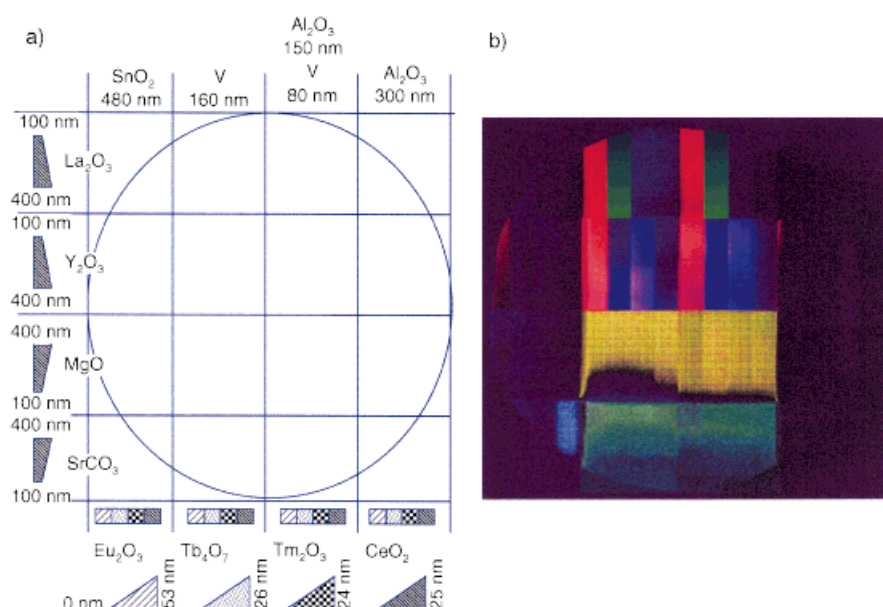 a)
b)
Al₂O₃
150 nm
SnO₂ V V Al₂O₃
480 nm 160 nm 80 nm 300 nm
100 nm
La₂O₃
400 nm
100 nm
Y₂O₃
400 nm
400 nm
MgO
100 nm
400 nm
SrCO₃
100 nm
Eu₂O₃ Tb₄O₇ Tm₂O₃ CeO₂
0 nm 53 nm 26 nm 24 nm 25 nm